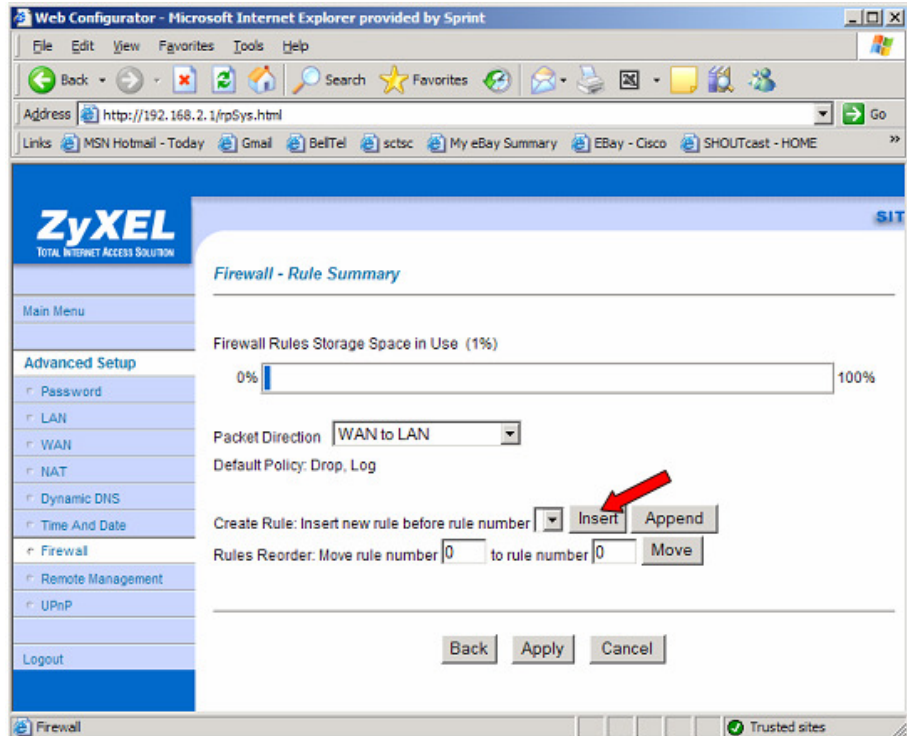 Web Configurator - Microsoft Internet Explorer provided by Sprint
File Edit View Favorites Tools Help
Back Search Favorites
Address http://192.168.2.1/rpSys.html Go
Links MSN Hotmail - Today Gmail BellTel sctsc My eBay Summary EBay - Cisco SHOUTcast - HOME »
ZyXEL
TOTAL INTERNET ACCESS SOLUTION
SIT
Firewall - Rule Summary
Main Menu
Advanced Setup
Password
LAN
WAN
NAT
Dynamic DNS
Time And Date
Firewall
Remote Management
UPnP
Logout
Firewall Rules Storage Space in Use (1%)
0% 100%
Packet Direction WAN to LAN
Default Policy: Drop, Log
Create Rule: Insert new rule before rule number Insert Append
Rules Reorder: Move rule number 0 to rule number 0 Move
Back Apply Cancel
Firewall Trusted sites